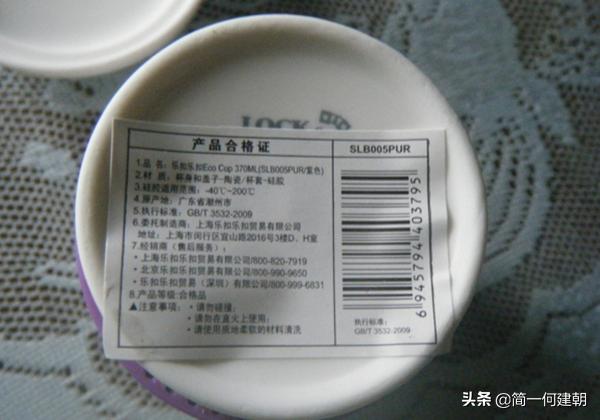 LOCK
产品合格证
SLB005PUR
1.品 名：乐扣乐扣Eco Cup 370ML(SLB005PUR/紫色)
2.材 质：杯身和盖子-陶瓷/杯套-硅胶
3.硅胶适用范围：-40℃~200℃
4.原产地：广东省潮州市
5.执行标准：GB/T 3532-2009
6.委托制造商：上海乐扣乐扣贸易有限公司
地址：上海市闵行区宜山路2016号3楼D、H室
7.经销商（售后服务）：
·上海乐扣乐扣贸易有限公司/800-820-7919
·北京乐扣乐扣贸易有限公司/800-990-9650
·乐扣乐扣贸易（深圳）有限公司/800-999-6831
8.产品等级:合格品
▲注意事项：·请勿碰撞；
·请勿在直火上使用；
·请使用质地柔软的材料清洗
6945794403795
执行标准：
GB/T 3532-2009
头条 @简一何建朝